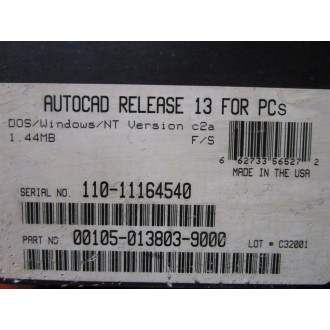 AUTOCAD RELEASE 13 FOR PCs
DOS/Windows/NT Version c2a
1.44MB F/S
6 62733 56527 2
MADE IN THE USA
SERIAL NO. 110-11164540
PART NO 00105-013803-9000 LOT # C32001